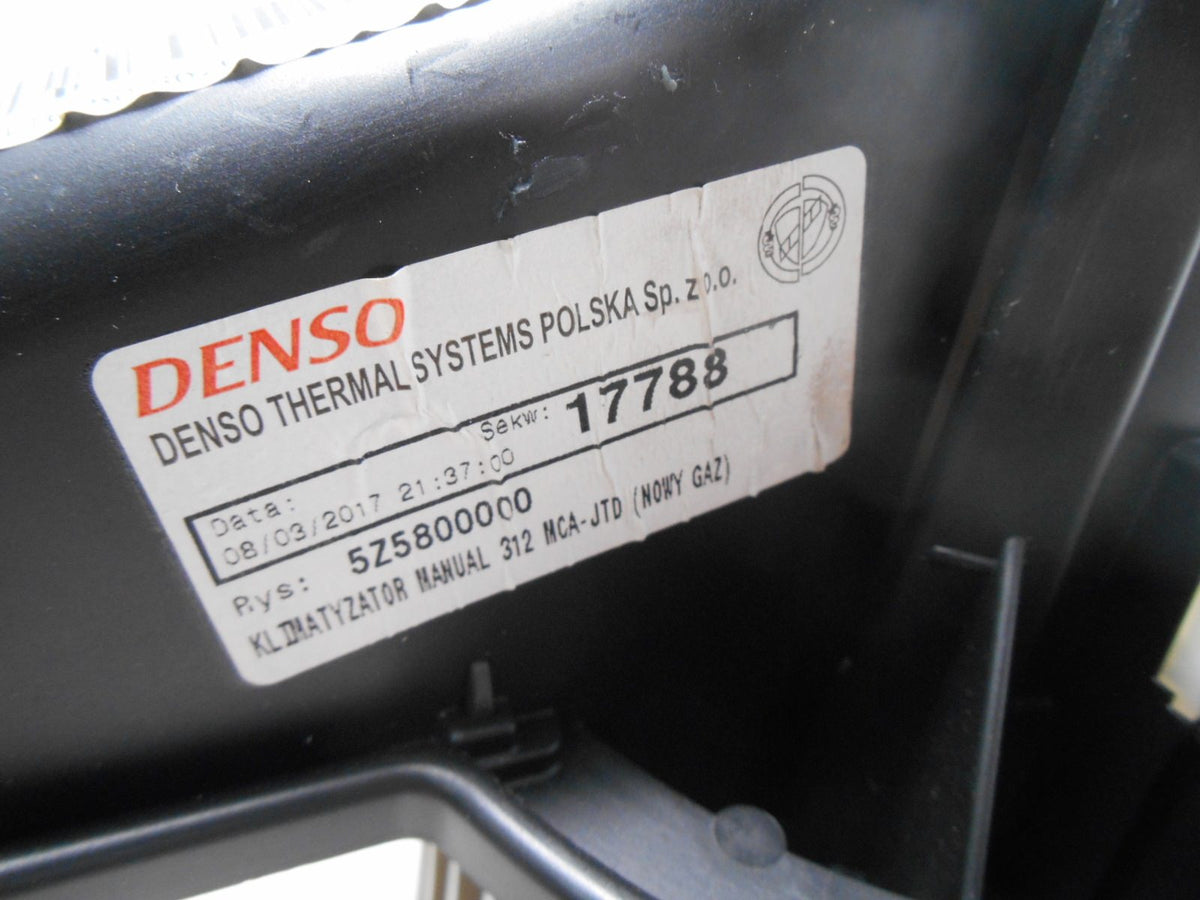 DENSO
DENSO THERMAL SYSTEMS POLSKA Sp. z o.o.
Data: Sekw: 17788
08/03/2017 21:37:00
Rys: 5Z5800000
KLIMATYZATOR MANUAL 312 MCA-JTD (NOWY GAZ)